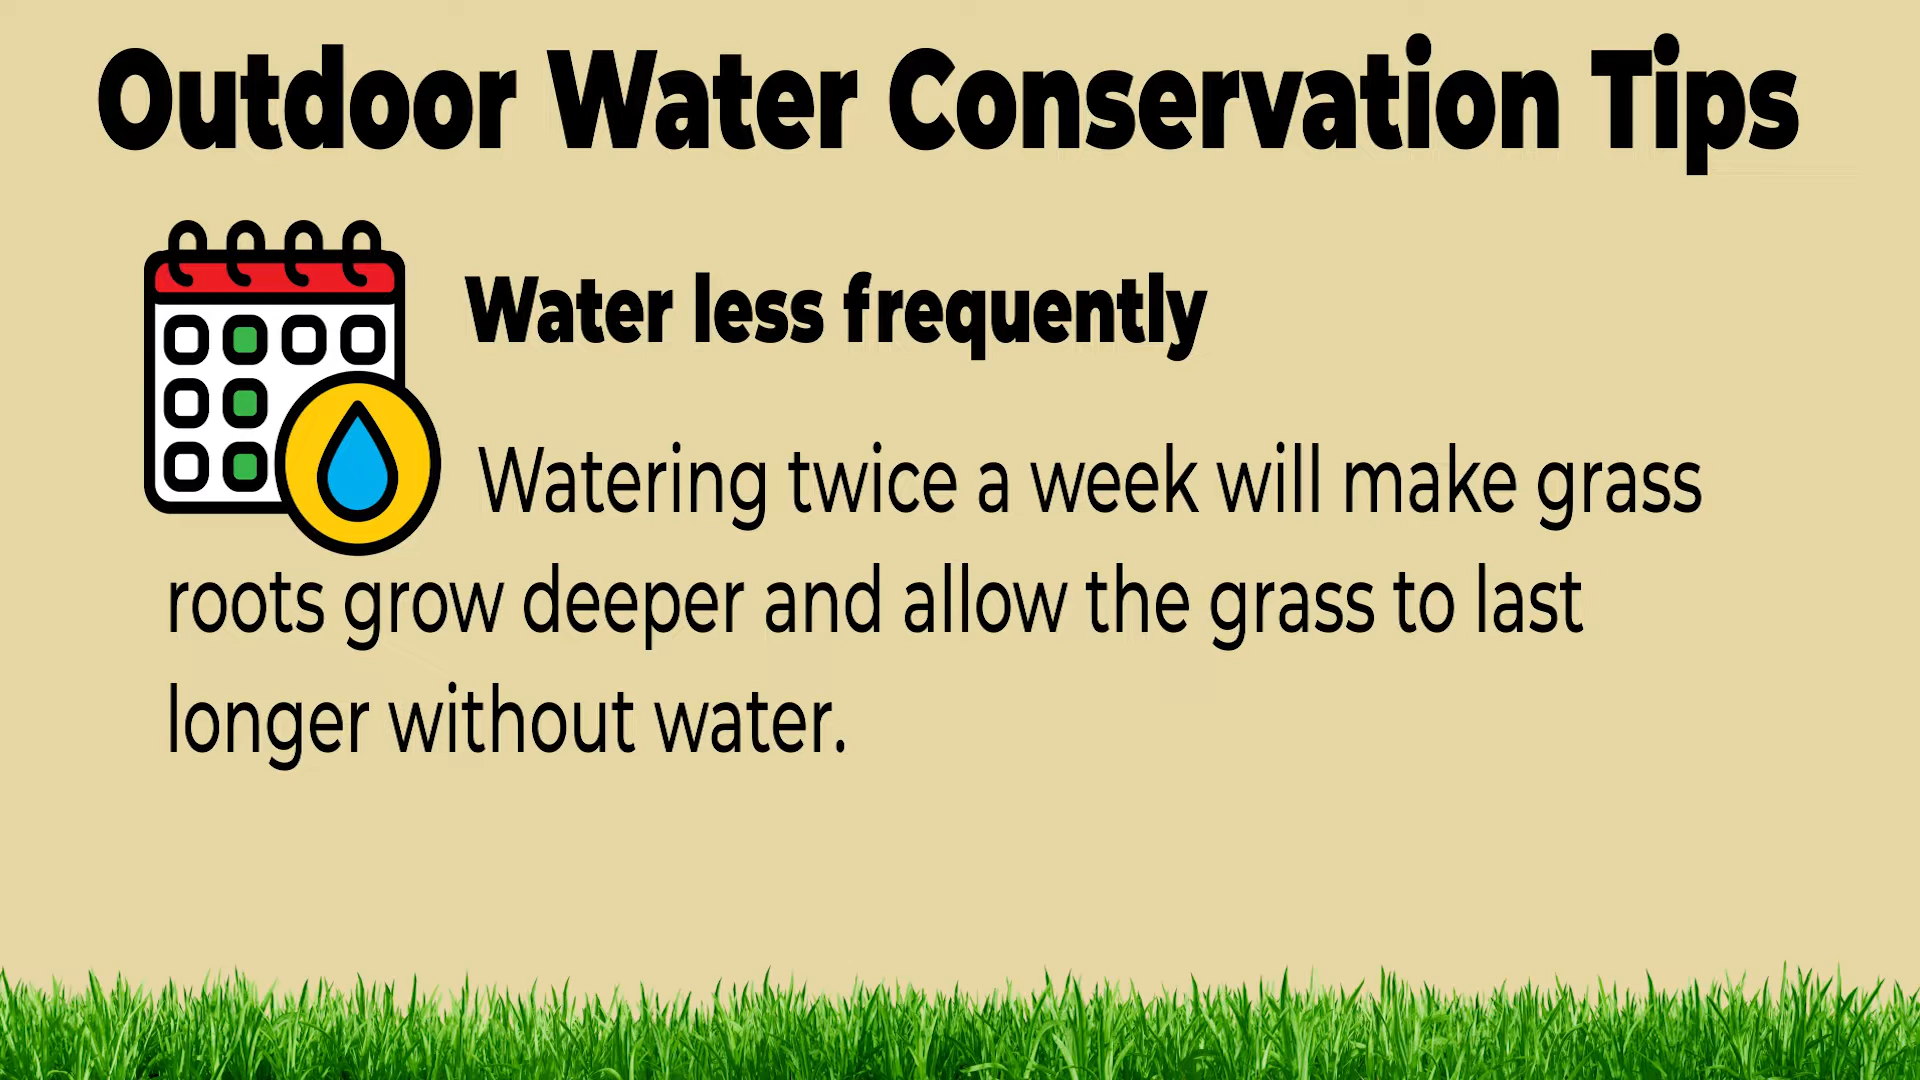 Outdoor Water Conservation Tips
Water less frequently
Watering twice a week will make grass
roots grow deeper and allow the grass to last
longer without water.